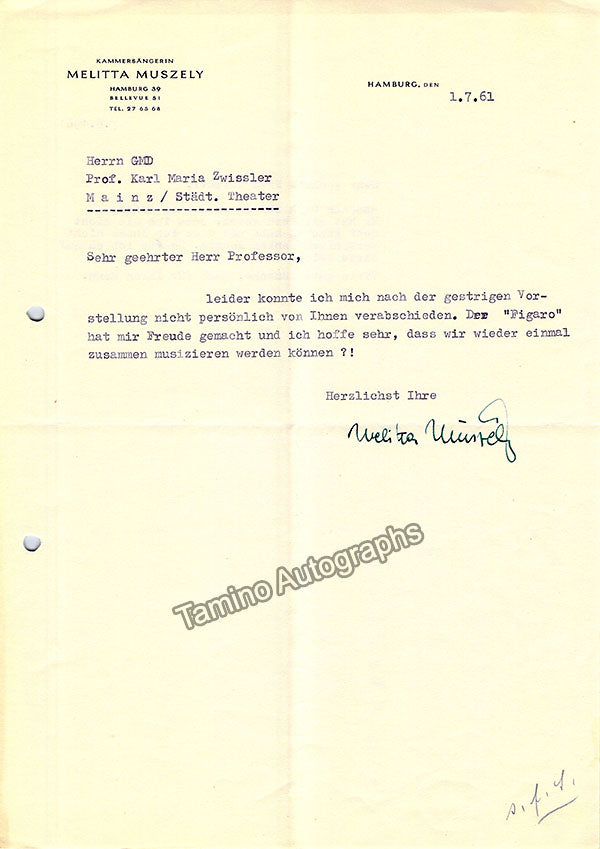 KAMMERSÄNGERIN
MELITTA MUSZELY
HAMBURG 39
BELLEVUE 51
TEL. 27 65 68
HAMBURG, DEN
1.7.61
Herrn GMD
Prof. Karl Maria Zwissler
M a i n z / Städt. Theater
Sehr geehrter Herr Professor,
leider konnte ich mich nach der gestrigen Vor-
stellung nicht persönlich von Ihnen verabschieden. Der "Figaro"
hat mir Freude gemacht und ich hoffe sehr, dass wir wieder einmal
zusammen musizieren werden können ?!
Herzlichst Ihre
Melitta Muszely
Tamino Autographs